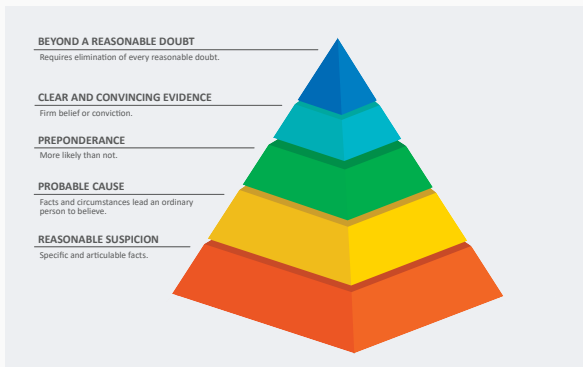 BEYOND A REASONABLE DOUBT
Requires elimination of every reasonable doubt.
CLEAR AND CONVINCING EVIDENCE
Firm belief or conviction.
PREPONDERANCE
More likely than not.
PROBABLE CAUSE
Facts and circumstances lead an ordinary
person to believe.
REASONABLE SUSPICION
Specific and articulable facts.